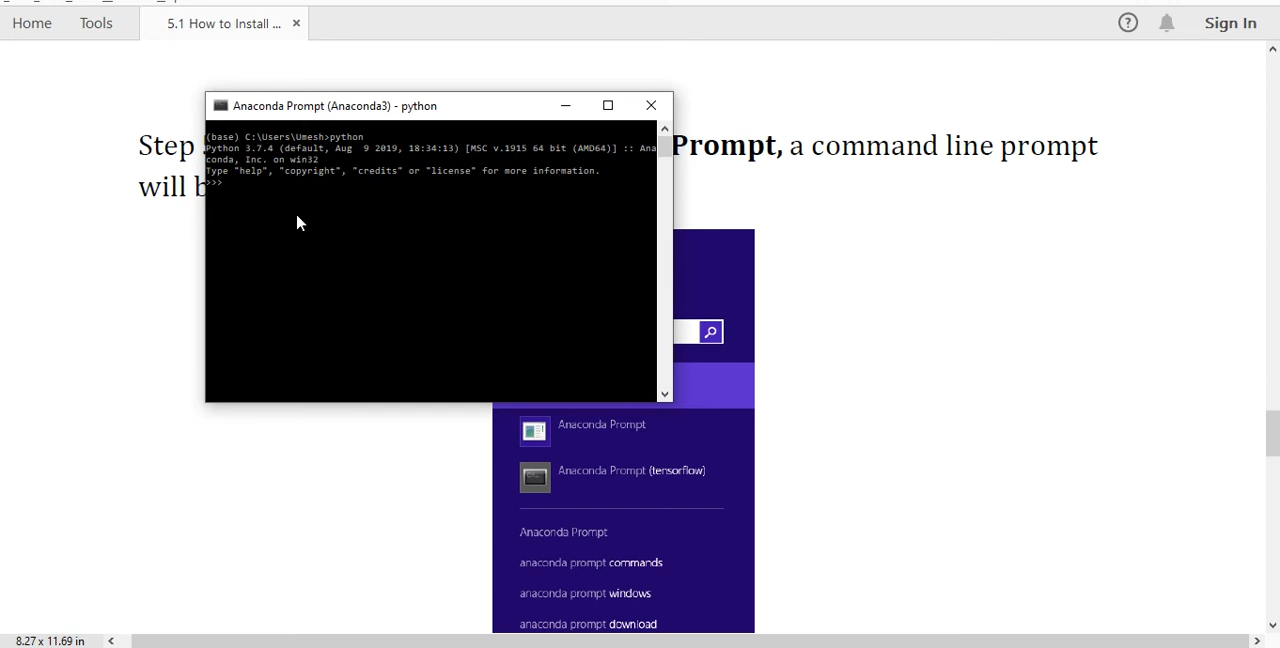 Home Tools 5.1 How to Install ... × ? Sign In
Anaconda Prompt (Anaconda3) - python
(base) C:\Users\Umesh>python
Python 3.7.4 (default, Aug  9 2019, 18:34:13) [MSC v.1915 64 bit (AMD64)] :: Ana
conda, Inc. on win32
Type "help", "copyright", "credits" or "license" for more information.
>>>
Step Prompt, a command line prompt
will b
Anaconda Prompt
Anaconda Prompt (tensorflow)
Anaconda Prompt
anaconda prompt commands
anaconda prompt windows
anaconda prompt download
8.27 x 11.69 in